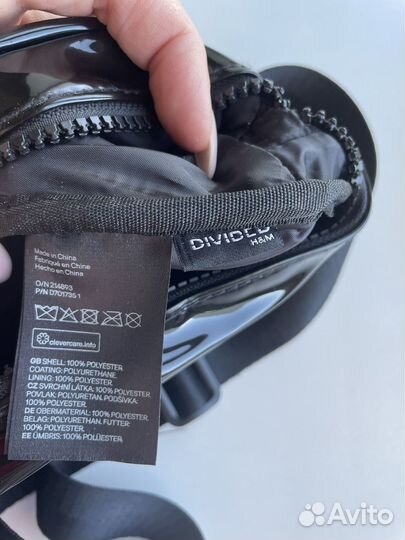 DIVIDED
H&M
Made in China
Fabriqué en Chine
Hecho en China
O/N 214893
P/N D701735 1
clevercare.info
GB SHELL: 100% POLYESTER
COATING: POLYURETHANE
LINING: 100% POLYESTER
CZ SVRCHNÍ LÁTKA: 100% POLYESTER
POVLAK: POLYURETAN. PODŠÍVKA:
100% POLYESTER
DE OBERMATERIAL: 100% POLYESTER
BELAG: POLYURETHAN. FUTTER:
100% POLYESTER
EE ÜMBRIS: 100% POLÜESTER
Avito